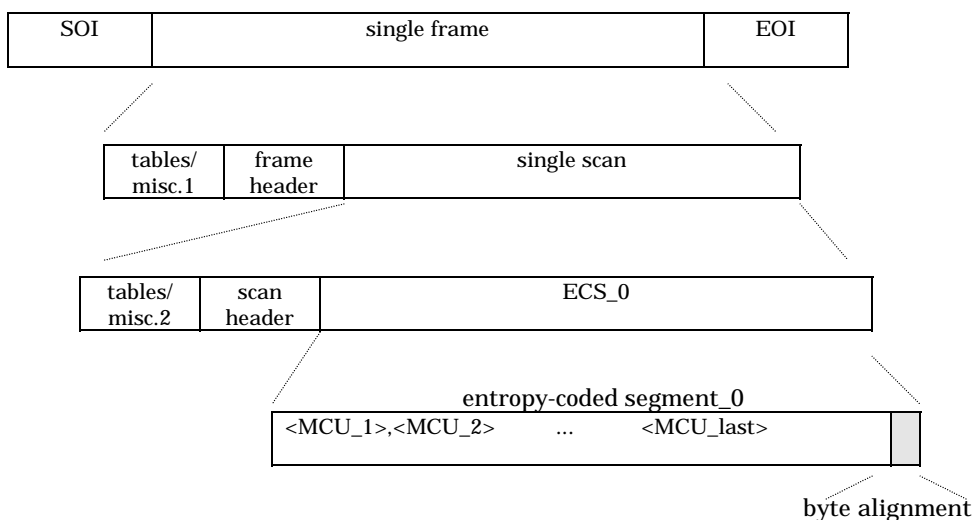 SOI single frame EOI
tables/ frame single scan
misc.1 header
tables/ scan ECS_0
misc.2 header
entropy-coded segment_0
<MCU_1>,<MCU_2> ... <MCU_last>
byte alignment